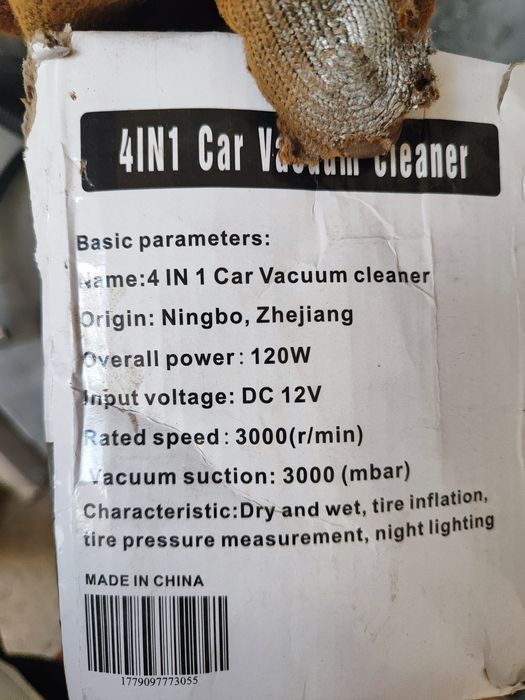 4IN1 Car Vacuum Cleaner
Basic parameters:
Name:4 IN 1 Car Vacuum cleaner
Origin: Ningbo, Zhejiang
Overall power: 120W
Input voltage: DC 12V
Rated speed: 3000(r/min)
Vacuum suction: 3000 (mbar)
Characteristic:Dry and wet, tire inflation,
tire pressure measurement, night lighting
MADE IN CHINA
1779097773055